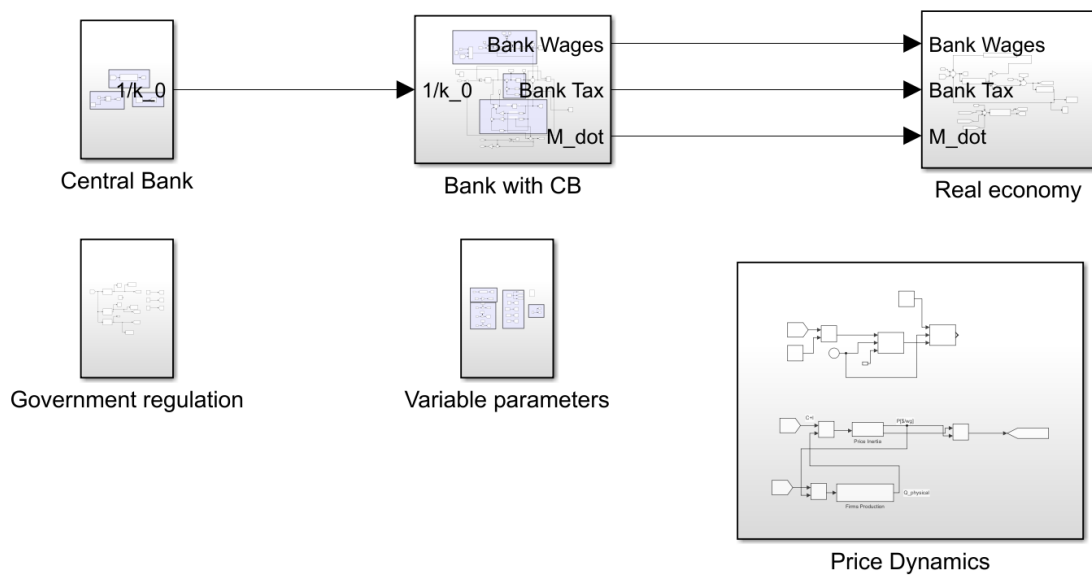 Bank Wages
Bank Wages
1/k_0
1/k_0
Bank Tax
Bank Tax
M_dot
M_dot
Central Bank
Bank with CB
Real economy
Government regulation
Variable parameters
C+I
P[$/wg]
Price Inertia
Q_physical
Firms Production
Price Dynamics